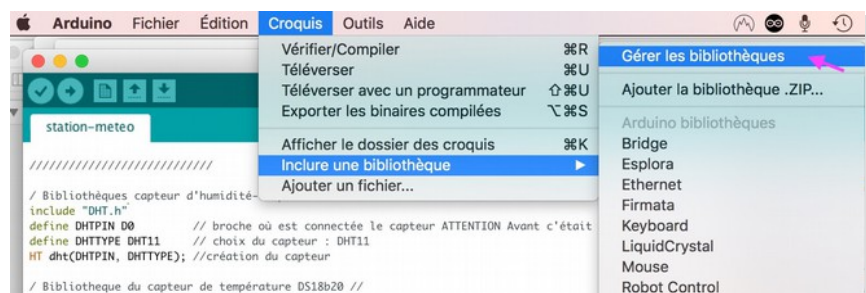 Arduino Fichier Édition Croquis Outils Aide
Vérifier/Compiler ⌘R
Téléverser ⌘U
Téléverser avec un programmateur ⇧⌘U
Exporter les binaires compilées ⌥⌘S
Afficher le dossier des croquis ⌘K
Inclure une bibliothèque
Ajouter un fichier...
Gérer les bibliothèques
Ajouter la bibliothèque .ZIP...
Arduino bibliothèques
Bridge
Esplora
Ethernet
Firmata
Keyboard
LiquidCrystal
Mouse
Robot Control
station-meteo
////////////////////////////
/ Bibliothèques capteur d'humidité-
include "DHT.h"
define DHTPIN D0 // broche où est connectée le capteur ATTENTION Avant c'était
define DHTTYPE DHT11 // choix du capteur : DHT11
HT dht(DHTPIN, DHTTYPE); //création du capteur
/ Bibliotheque du capteur de température DS18b20 //